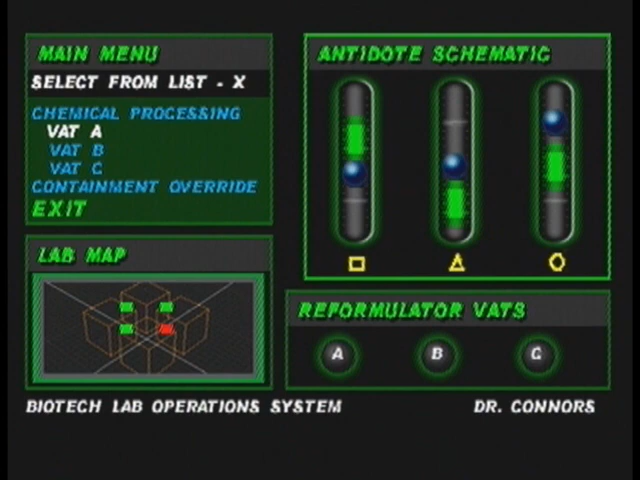 MAIN MENU
SELECT FROM LIST - X
CHEMICAL PROCESSING
VAT A
VAT B
VAT C
CONTAINMENT OVERRIDE
EXIT
LAB MAP
ANTIDOTE SCHEMATIC
REFORMULATOR VATS
A B C
BIOTECH LAB OPERATIONS SYSTEM
DR. CONNORS